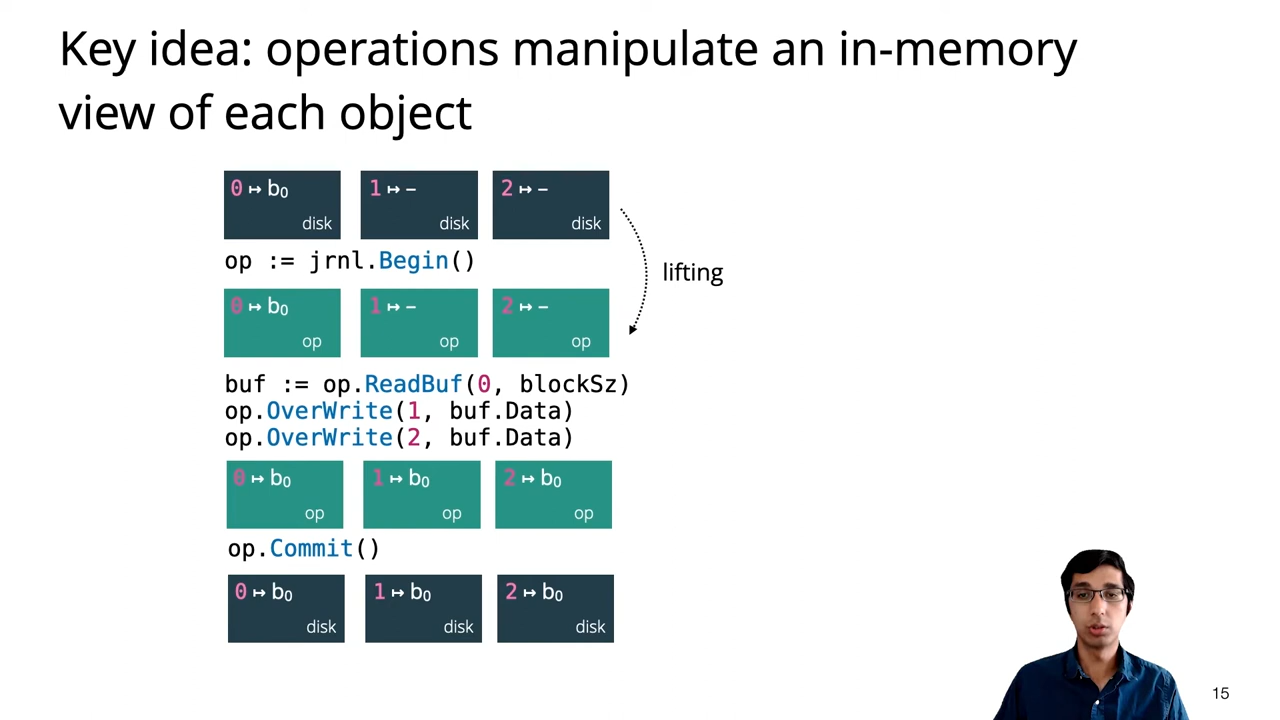 Key idea: operations manipulate an in-memory
view of each object
0 ↦ b₀ 1 ↦ – 2 ↦ –
disk disk disk
op := jrnl.Begin()
lifting
0 ↦ b₀ 1 ↦ – 2 ↦ –
op op op
buf := op.ReadBuf(0, blockSz)
op.OverWrite(1, buf.Data)
op.OverWrite(2, buf.Data)
0 ↦ b₀ 1 ↦ b₀ 2 ↦ b₀
op op op
op.Commit()
0 ↦ b₀ 1 ↦ b₀ 2 ↦ b₀
disk disk disk
15